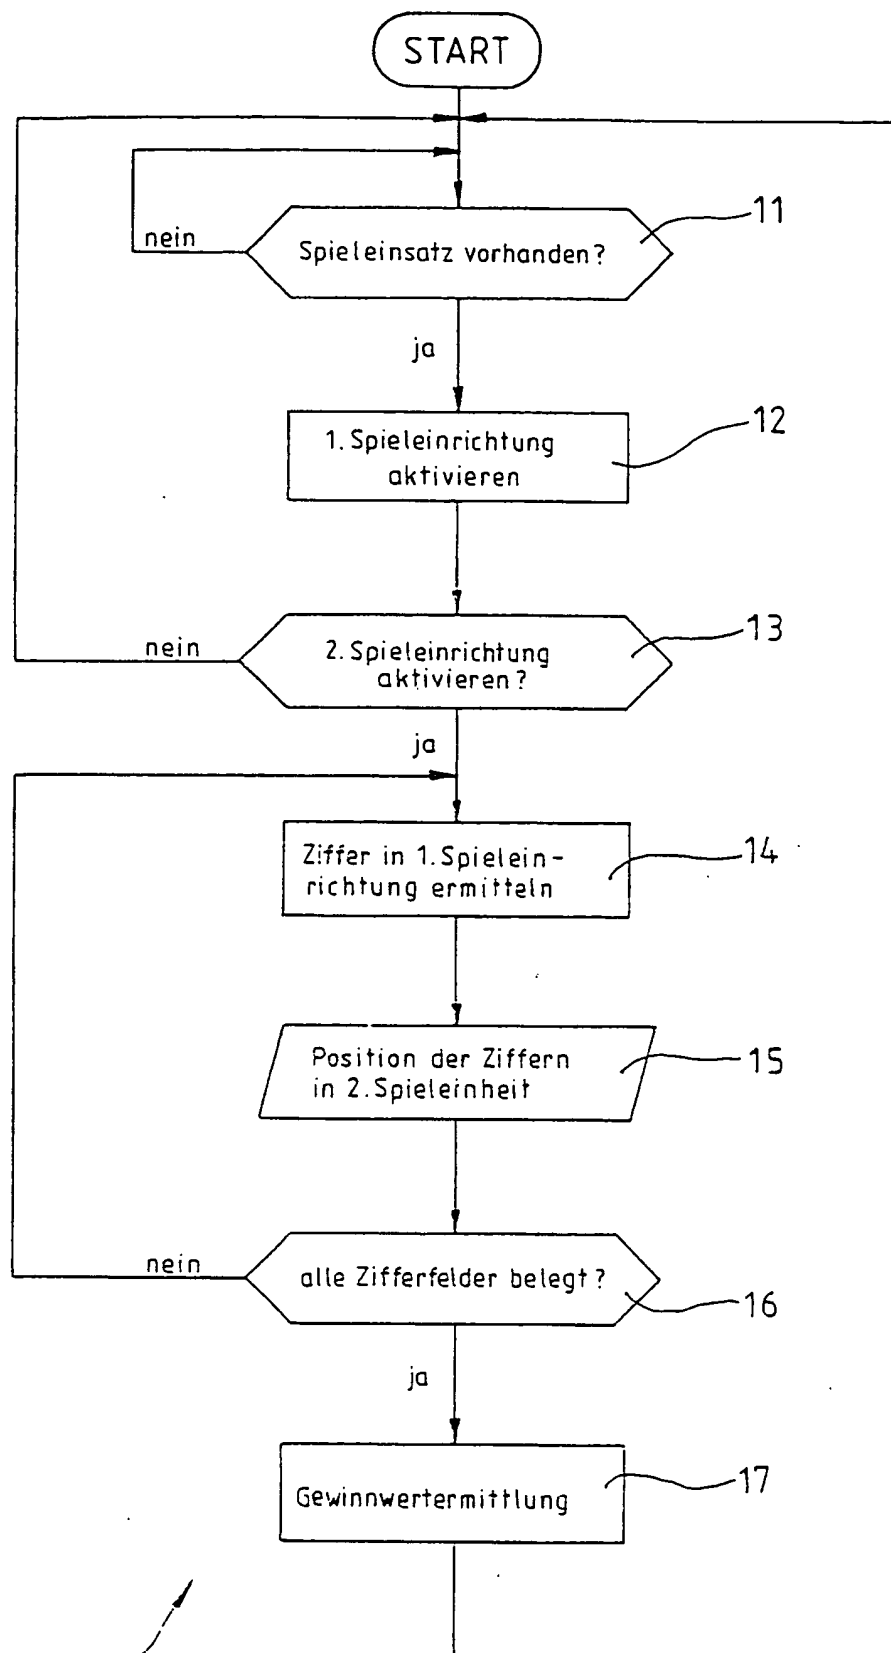 START
11
nein
Spieleinsatz vorhanden?
ja
12
1. Spieleinrichtung
aktivieren
13
nein
2. Spieleinrichtung
aktivieren?
ja
14
Ziffer in 1. Spielein-
richtung ermitteln
15
Position der Ziffern
in 2. Spieleinheit
nein
alle Zifferfelder belegt?
16
ja
17
Gewinnwertermittlung